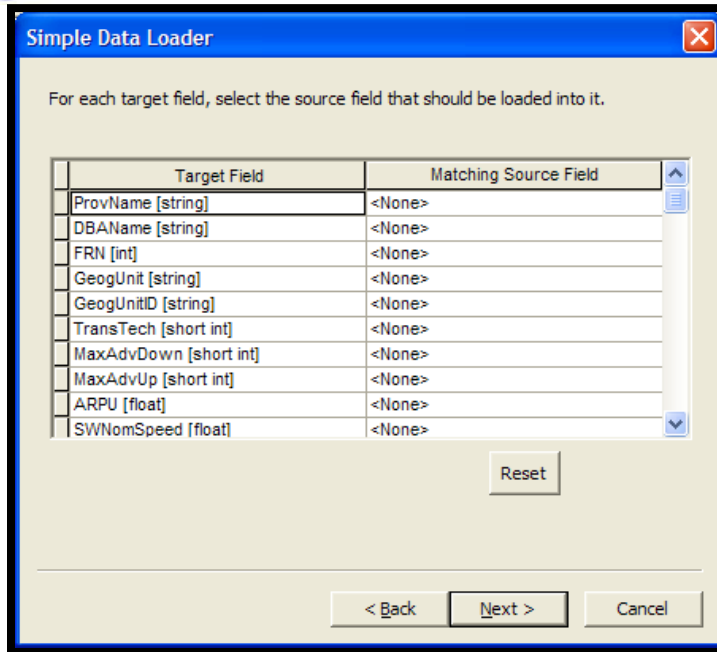 Simple Data Loader
For each target field, select the source field that should be loaded into it.
Target Field Matching Source Field
ProvName [string] <None>
DBAName [string] <None>
FRN [int] <None>
GeogUnit [string] <None>
GeogUnitID [string] <None>
TransTech [short int] <None>
MaxAdvDown [short int] <None>
MaxAdvUp [short int] <None>
ARPU [float] <None>
SWNomSpeed [float] <None>
Reset
< Back Next > Cancel